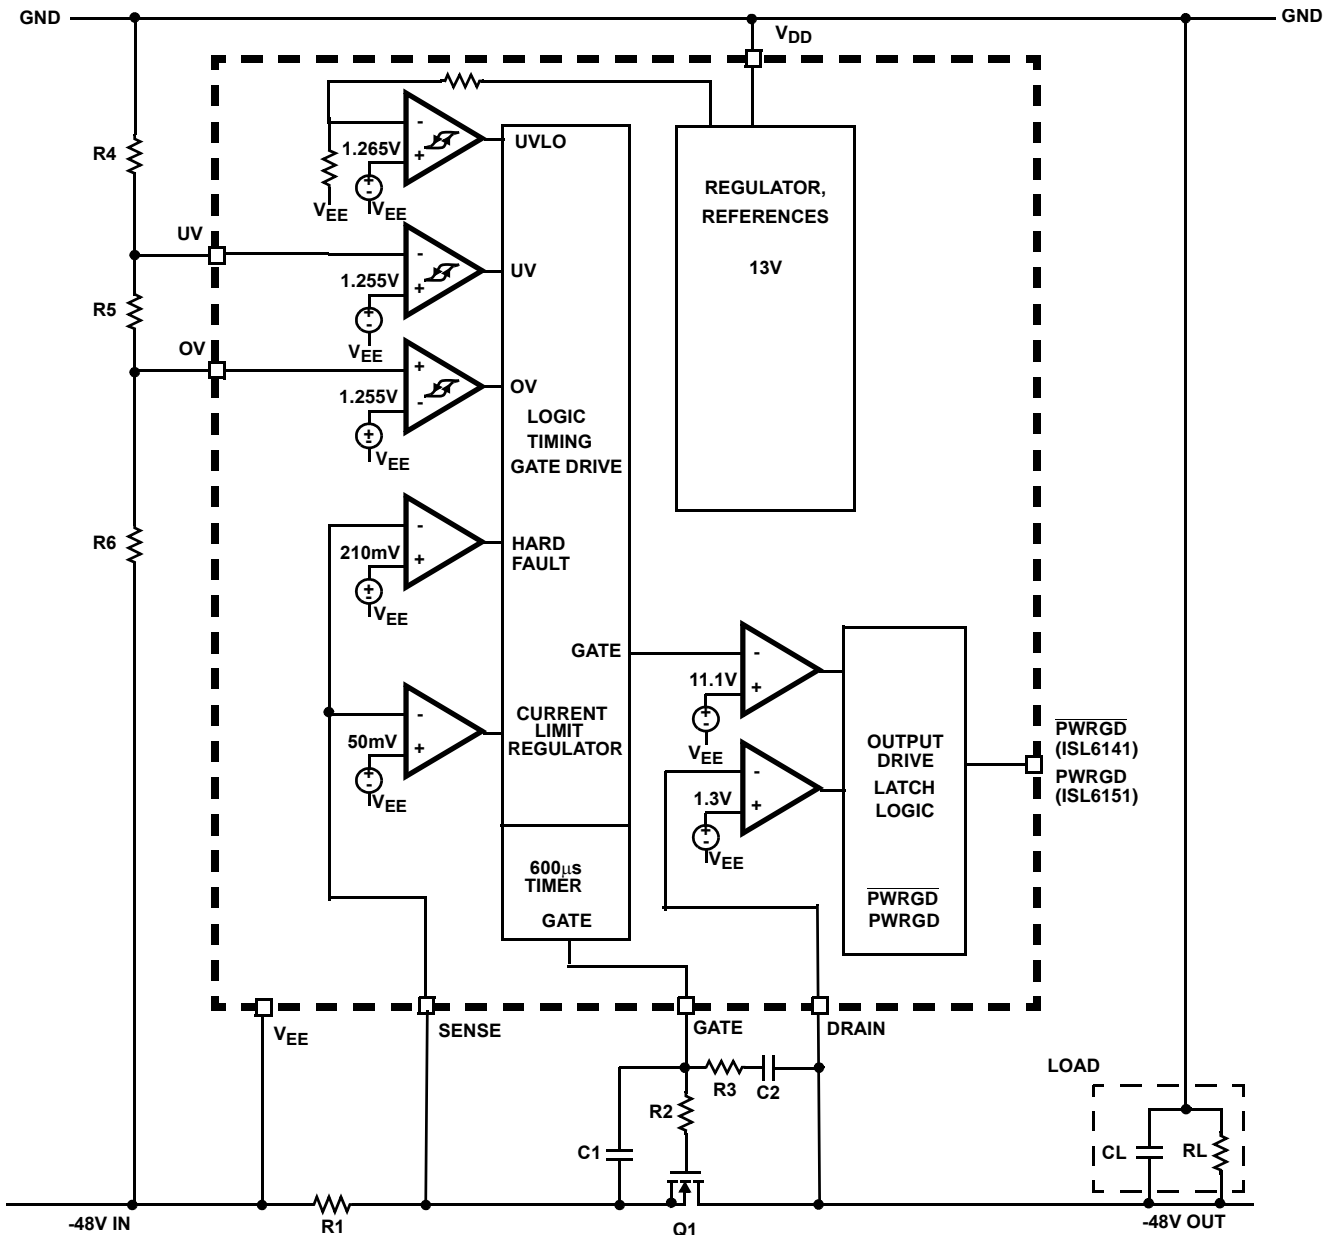 GND
GND
VDD
R4
1.265V
-
+
UVLO
+
-
VEE
VEE
REGULATOR,
REFERENCES
13V
UV
-
1.255V
+
UV
+
-
VEE
R5
OV
+
1.255V
-
OV
+
-
VEE
LOGIC
TIMING
GATE DRIVE
R6
-
210mV
+
HARD
FAULT
+
-
VEE
GATE
-
11.1V
+
+
-
VEE
-
50mV
+
CURRENT
LIMIT
REGULATOR
+
-
VEE
-
1.3V
+
+
-
VEE
OUTPUT
DRIVE
LATCH
LOGIC
PWRGD
PWRGD
PWRGD
(ISL6141)
PWRGD
(ISL6151)
600μs
TIMER
GATE
VEE
SENSE
GATE
DRAIN
LOAD
R3
C2
R2
C1
CL
RL
-48V IN
R1
Q1
-48V OUT